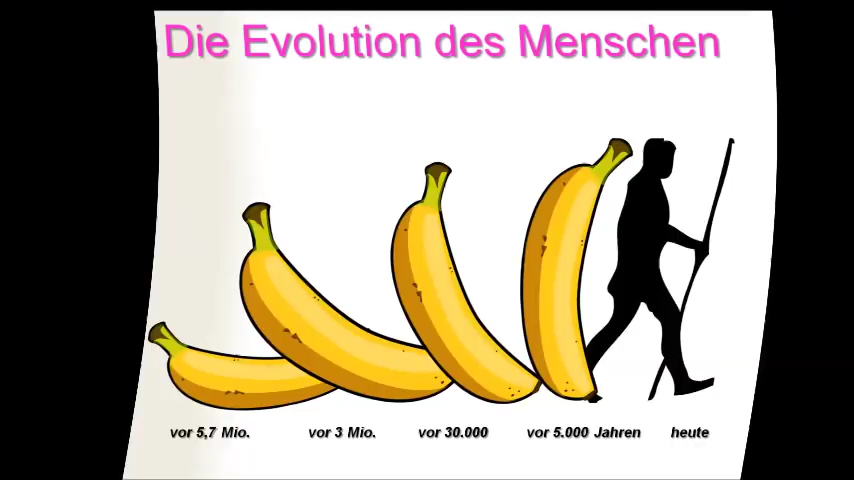 Die Evolution des Menschen
vor 5,7 Mio. vor 3 Mio. vor 30.000 vor 5.000 Jahren heute